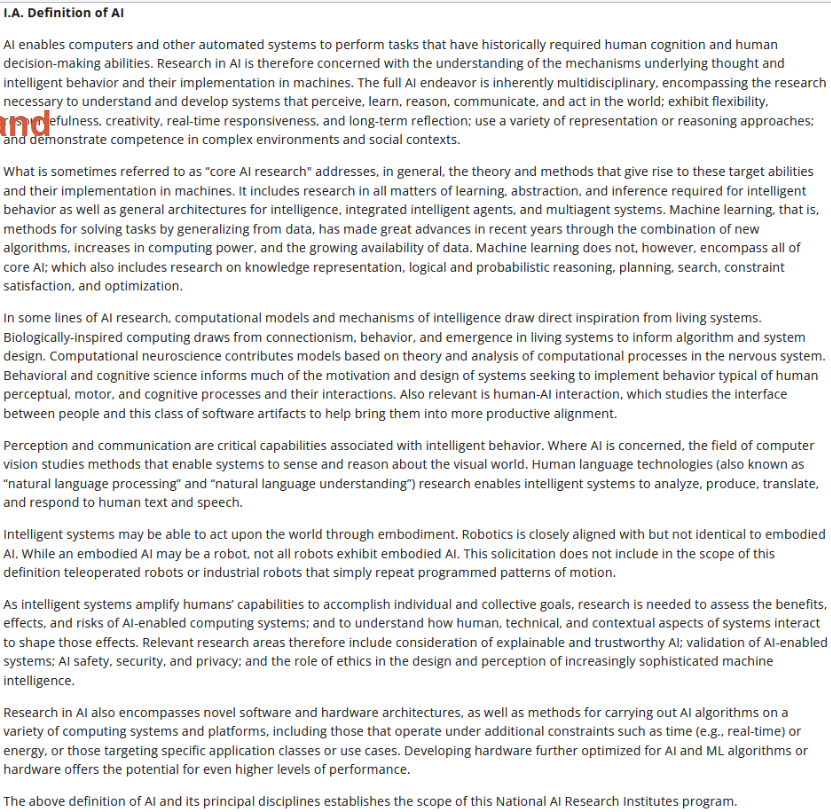 I.A. Definition of AI
AI enables computers and other automated systems to perform tasks that have historically required human cognition and human
decision-making abilities. Research in AI is therefore concerned with the understanding of the mechanisms underlying thought and
intelligent behavior and their implementation in machines. The full AI endeavor is inherently multidisciplinary, encompassing the research
necessary to understand and develop systems that perceive, learn, reason, communicate, and act in the world; exhibit flexibility,
and
creativity, real-time responsiveness, and long-term reflection; use a variety of representation or reasoning approaches;
and demonstrate competence in complex environments and social contexts.
What is sometimes referred to as “core AI research" addresses, in general, the theory and methods that give rise to these target abilities
and their implementation in machines. It includes research in all matters of learning, abstraction, and inference required for intelligent
behavior as well as general architectures for intelligence, integrated intelligent agents, and multiagent systems. Machine learning, that is,
methods for solving tasks by generalizing from data, has made great advances in recent years through the combination of new
algorithms, increases in computing power, and the growing availability of data. Machine learning does not, however, encompass all of
core AI; which also includes research on knowledge representation, logical and probabilistic reasoning, planning, search, constraint
satisfaction, and optimization.
In some lines of AI research, computational models and mechanisms of intelligence draw direct inspiration from living systems.
Biologically-inspired computing draws from connectionism, behavior, and emergence in living systems to inform algorithm and system
design. Computational neuroscience contributes models based on theory and analysis of computational processes in the nervous system.
Behavioral and cognitive science informs much of the motivation and design of systems seeking to implement behavior typical of human
perceptual, motor, and cognitive processes and their interactions. Also relevant is human-AI interaction, which studies the interface
between people and this class of software artifacts to help bring them into more productive alignment.
Perception and communication are critical capabilities associated with intelligent behavior. Where AI is concerned, the field of computer
vision studies methods that enable systems to sense and reason about the visual world. Human language technologies (also known as
“natural language processing” and “natural language understanding”) research enables intelligent systems to analyze, produce, translate,
and respond to human text and speech.
Intelligent systems may be able to act upon the world through embodiment. Robotics is closely aligned with but not identical to embodied
AI. While an embodied AI may be a robot, not all robots exhibit embodied AI. This solicitation does not include in the scope of this
definition teleoperated robots or industrial robots that simply repeat programmed patterns of motion.
As intelligent systems amplify humans’ capabilities to accomplish individual and collective goals, research is needed to assess the benefits,
effects, and risks of AI-enabled computing systems; and to understand how human, technical, and contextual aspects of systems interact
to shape those effects. Relevant research areas therefore include consideration of explainable and trustworthy AI; validation of AI-enabled
systems; AI safety, security, and privacy; and the role of ethics in the design and perception of increasingly sophisticated machine
intelligence.
Research in AI also encompasses novel software and hardware architectures, as well as methods for carrying out AI algorithms on a
variety of computing systems and platforms, including those that operate under additional constraints such as time (e.g., real-time) or
energy, or those targeting specific application classes or use cases. Developing hardware further optimized for AI and ML algorithms or
hardware offers the potential for even higher levels of performance.
The above definition of AI and its principal disciplines establishes the scope of this National AI Research Institutes program.